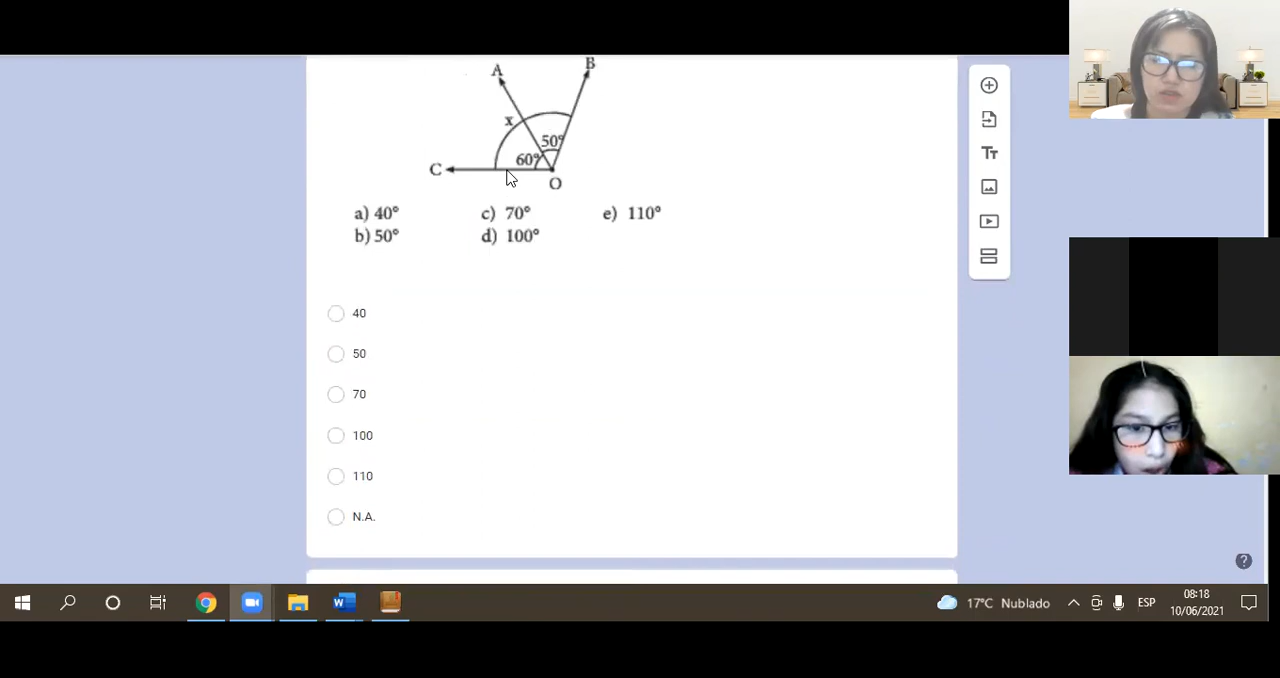 A
B
x
50°
60°
C
O
a) 40°
c) 70°
e) 110°
b) 50°
d) 100°
40
50
70
100
110
N.A.
17°C Nublado
ESP
08:18
10/06/2021